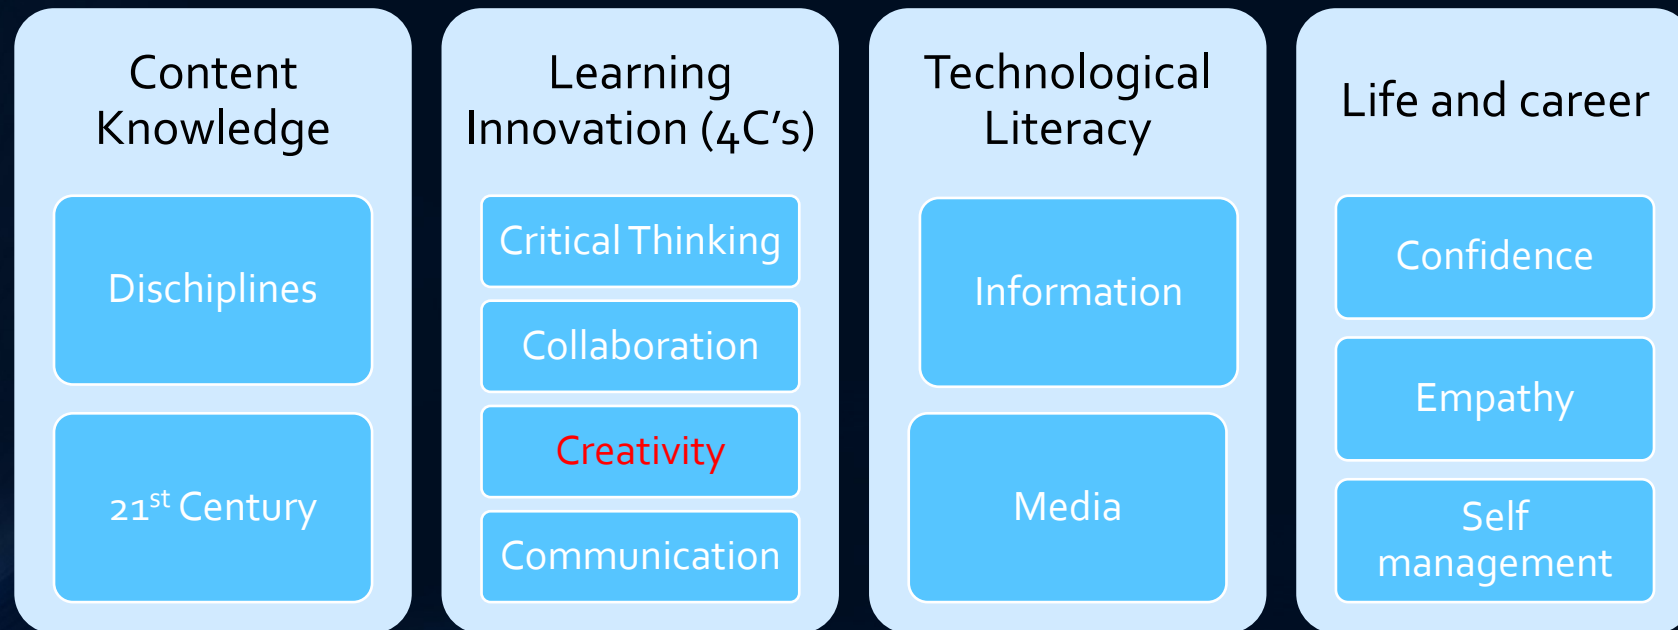 Content
Knowledge
Dischiplines
21st Century
Learning
Innovation (4C's)
Critical Thinking
Collaboration
Creativity
Communication
Technological
Literacy
Information
Media
Life and career
Confidence
Empathy
Self
management